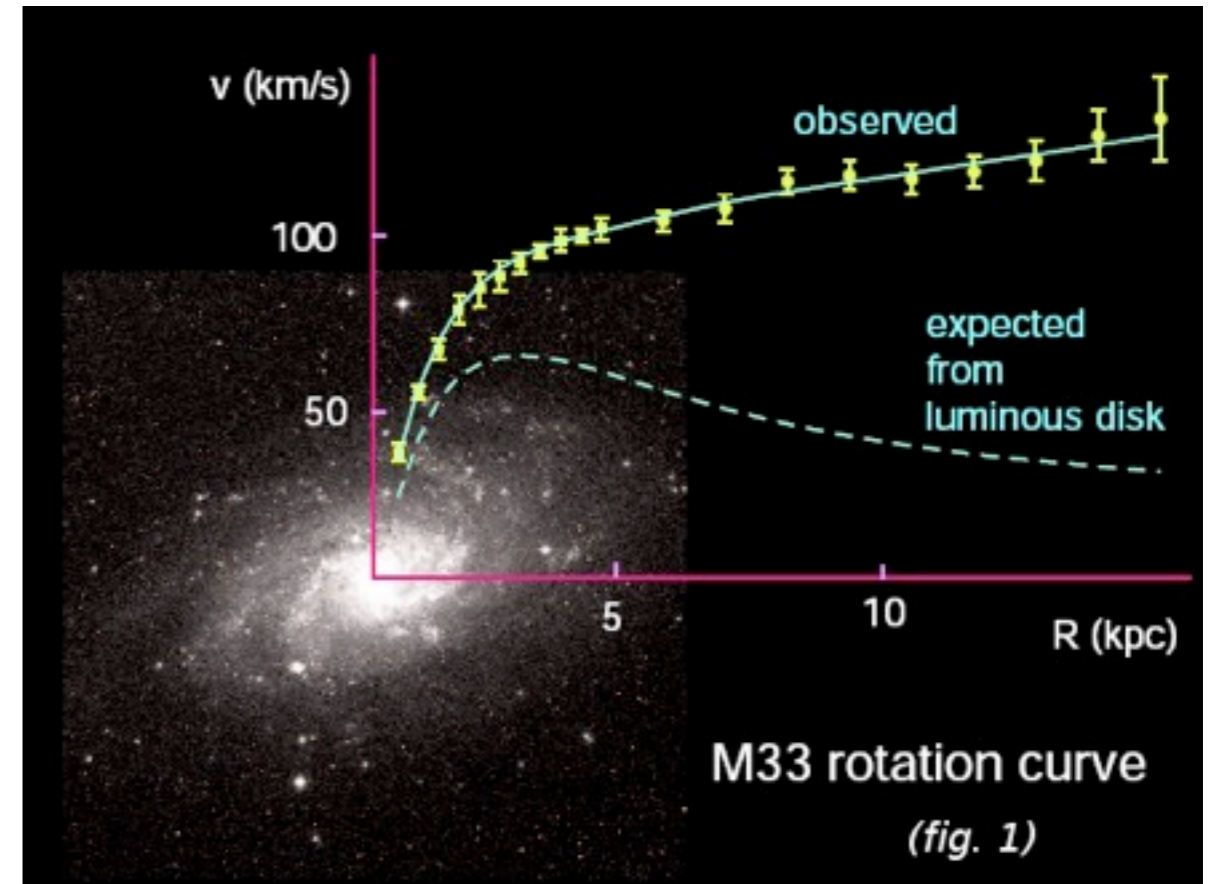 v (km/s)
observed
100
expected
from
luminous disk
50
5
10
R (kpc)
M33 rotation curve
(fig. 1)